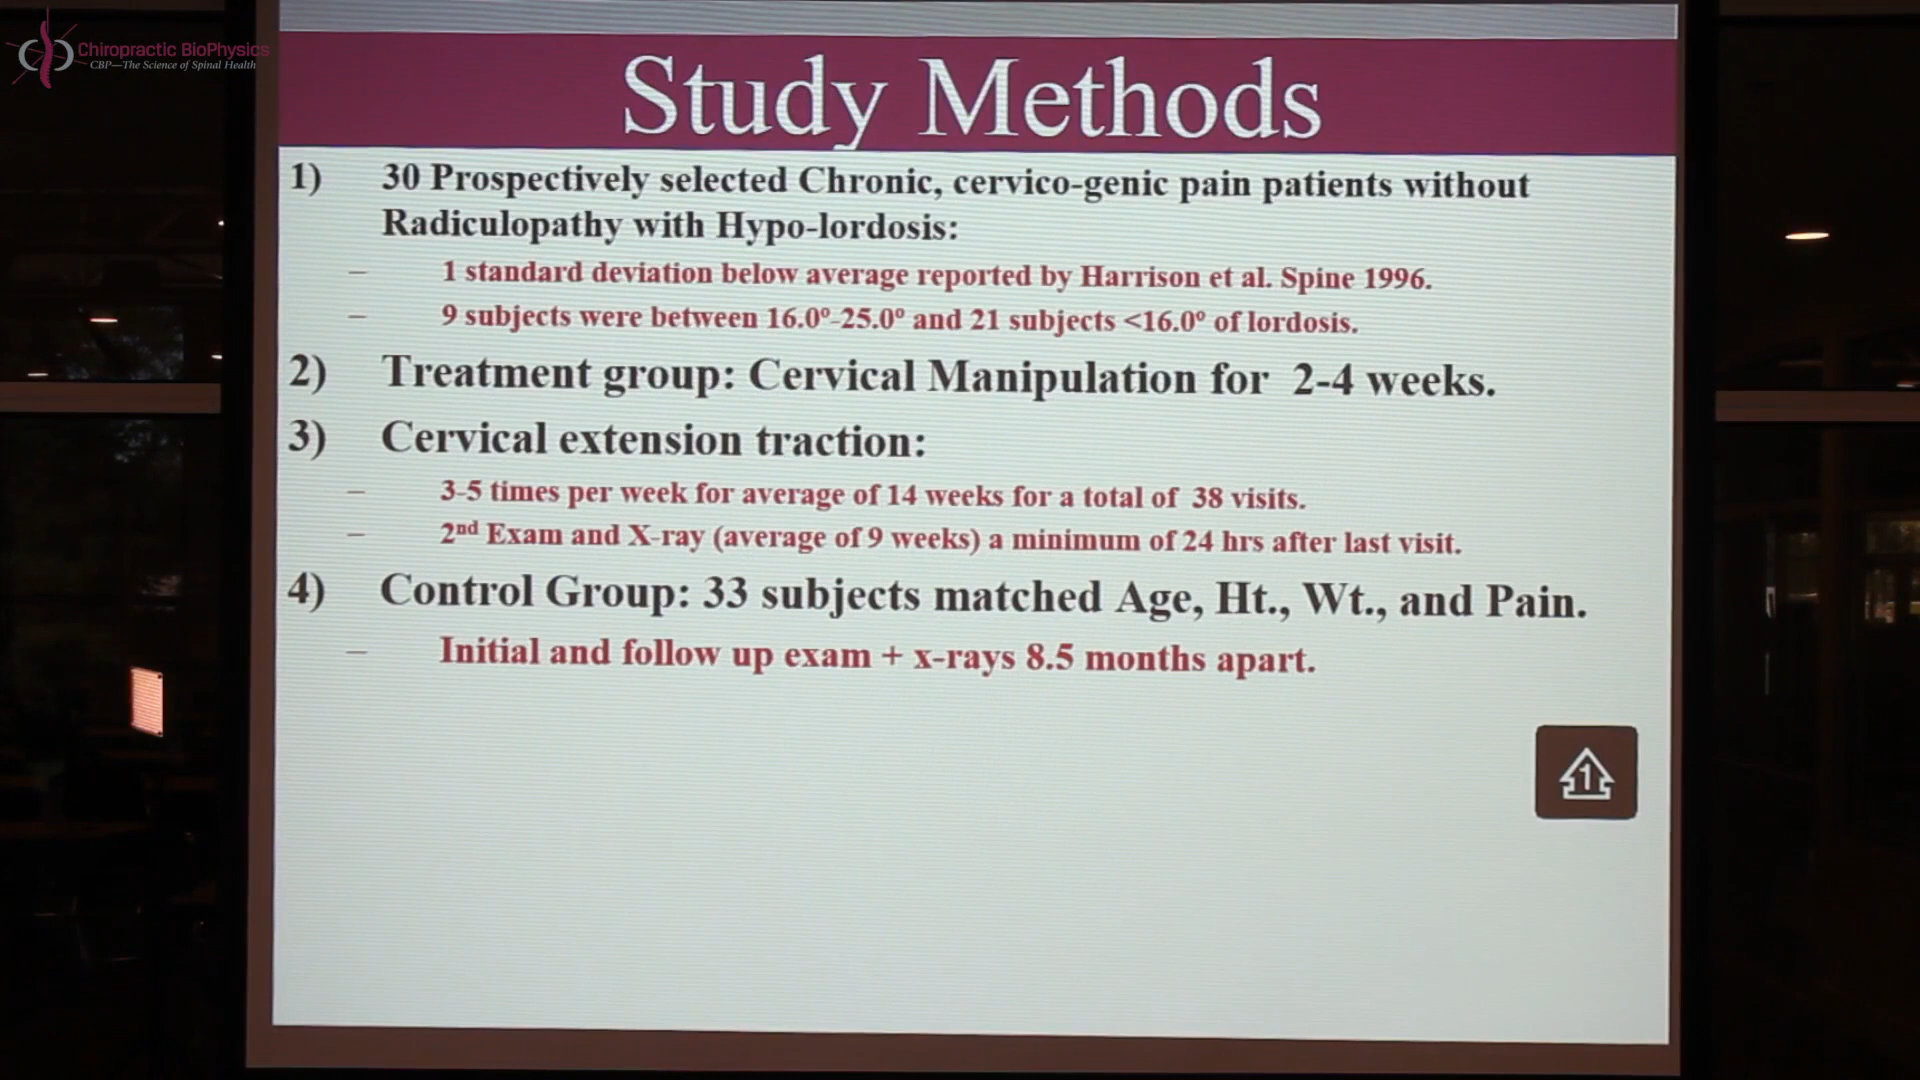 Chiropractic BioPhysics
CBP—The Science of Spinal Health
Study Methods
1) 30 Prospectively selected Chronic, cervico-genic pain patients without
Radiculopathy with Hypo-lordosis:
– 1 standard deviation below average reported by Harrison et al. Spine 1996.
– 9 subjects were between 16.0º-25.0º and 21 subjects <16.0º of lordosis.
2) Treatment group: Cervical Manipulation for 2-4 weeks.
3) Cervical extension traction:
– 3-5 times per week for average of 14 weeks for a total of 38 visits.
– 2nd Exam and X-ray (average of 9 weeks) a minimum of 24 hrs after last visit.
4) Control Group: 33 subjects matched Age, Ht., Wt., and Pain.
– Initial and follow up exam + x-rays 8.5 months apart.
1